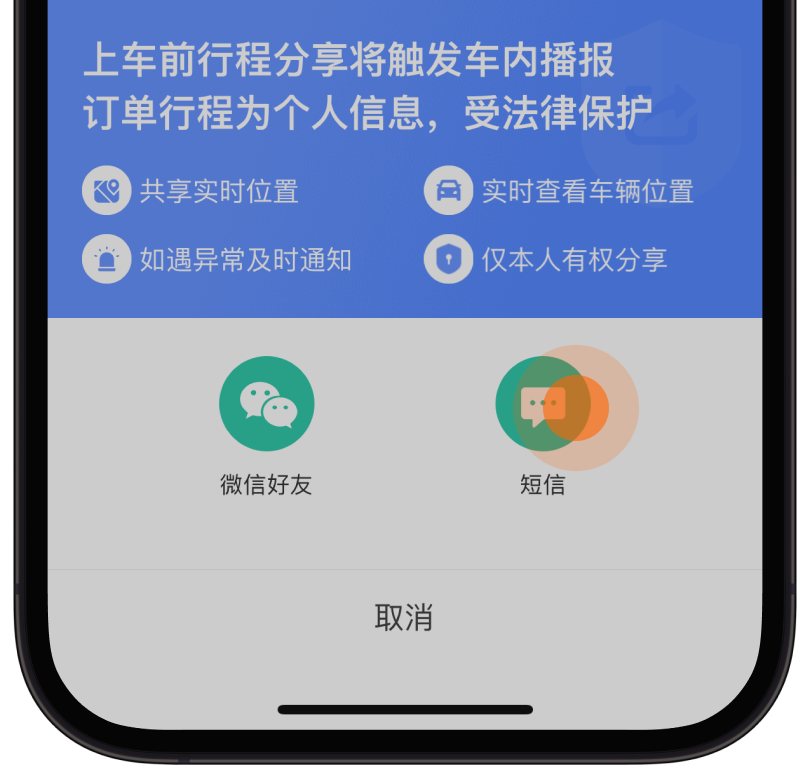 上车前行程分享将触发车内播报
订单行程为个人信息，受法律保护
共享实时位置
实时查看车辆位置
如遇异常及时通知
仅本人有权分享
微信好友
短信
取消